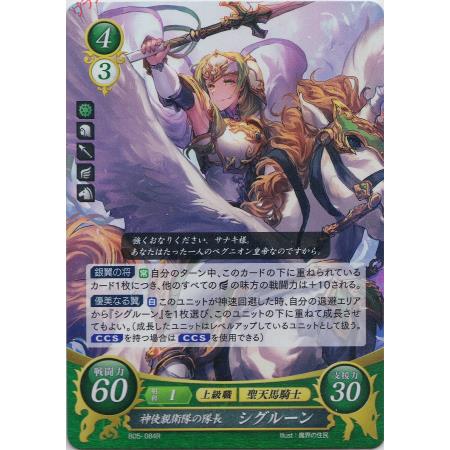 4
3
強くおなりください、サナキ様。
あなたはたった一人のベグニオン皇帝なのですから。
銀翼の将 常 自分のターン中、このカードの下に重ねられている
カード1枚につき、他のすべての の味方の戦闘力は+10される。
優美なる翼 自 このユニットが神速回避した時、自分の退避エリア
から『シグルーン』を1枚選び、このユニットの下に重ねて成長させ
てもよい。(成長したユニットはレベルアップしているユニットとして扱う。
CCSを持つ場合はCCSを使用できる)
戦闘力
60
射程 1
上級職
聖天馬騎士
支援力
30
神使親衛隊の隊長 シグルーン
B05-084R
Illust:魔界の住民